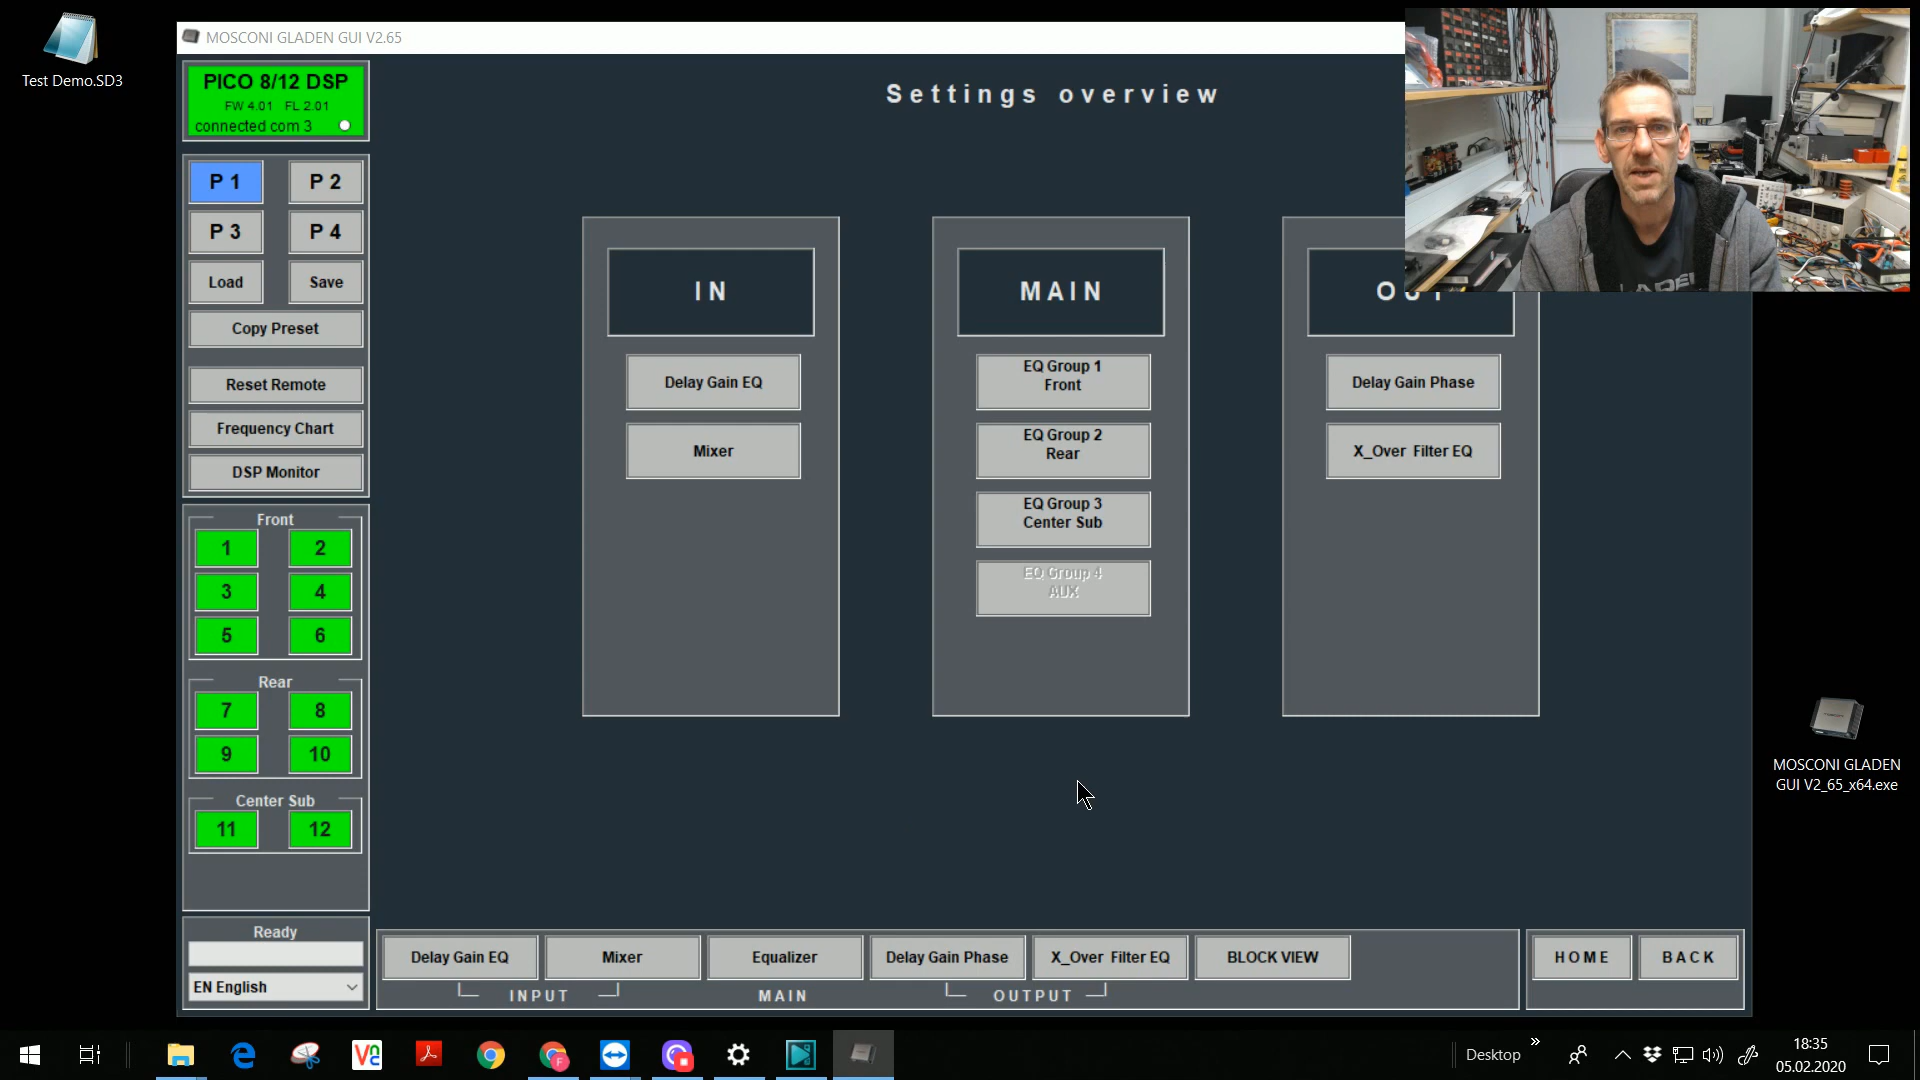 Test Demo.SD3
MOSCONI GLADEN GUI V2.65
PICO 8/12 DSP
FW 4.01 FL 2.01
connected com 3
P 1
P 2
P 3
P 4
Load
Save
Copy Preset
Reset Remote
Frequency Chart
DSP Monitor
Front
1
2
3
4
5
6
Rear
7
8
9
10
Center Sub
11
12
Ready
EN English
Settings overview
IN
Delay Gain EQ
Mixer
MAIN
EQ Group 1
Front
EQ Group 2
Rear
EQ Group 3
Center Sub
EQ Group 4
AUX
OUT
Delay Gain Phase
X_Over Filter EQ
Delay Gain EQ
Mixer
Equalizer
Delay Gain Phase
X_Over Filter EQ
BLOCK VIEW
INPUT
MAIN
OUTPUT
HOME
BACK
MOSCONI GLADEN
GUI V2_65_x64.exe
Desktop
18:35
05.02.2020